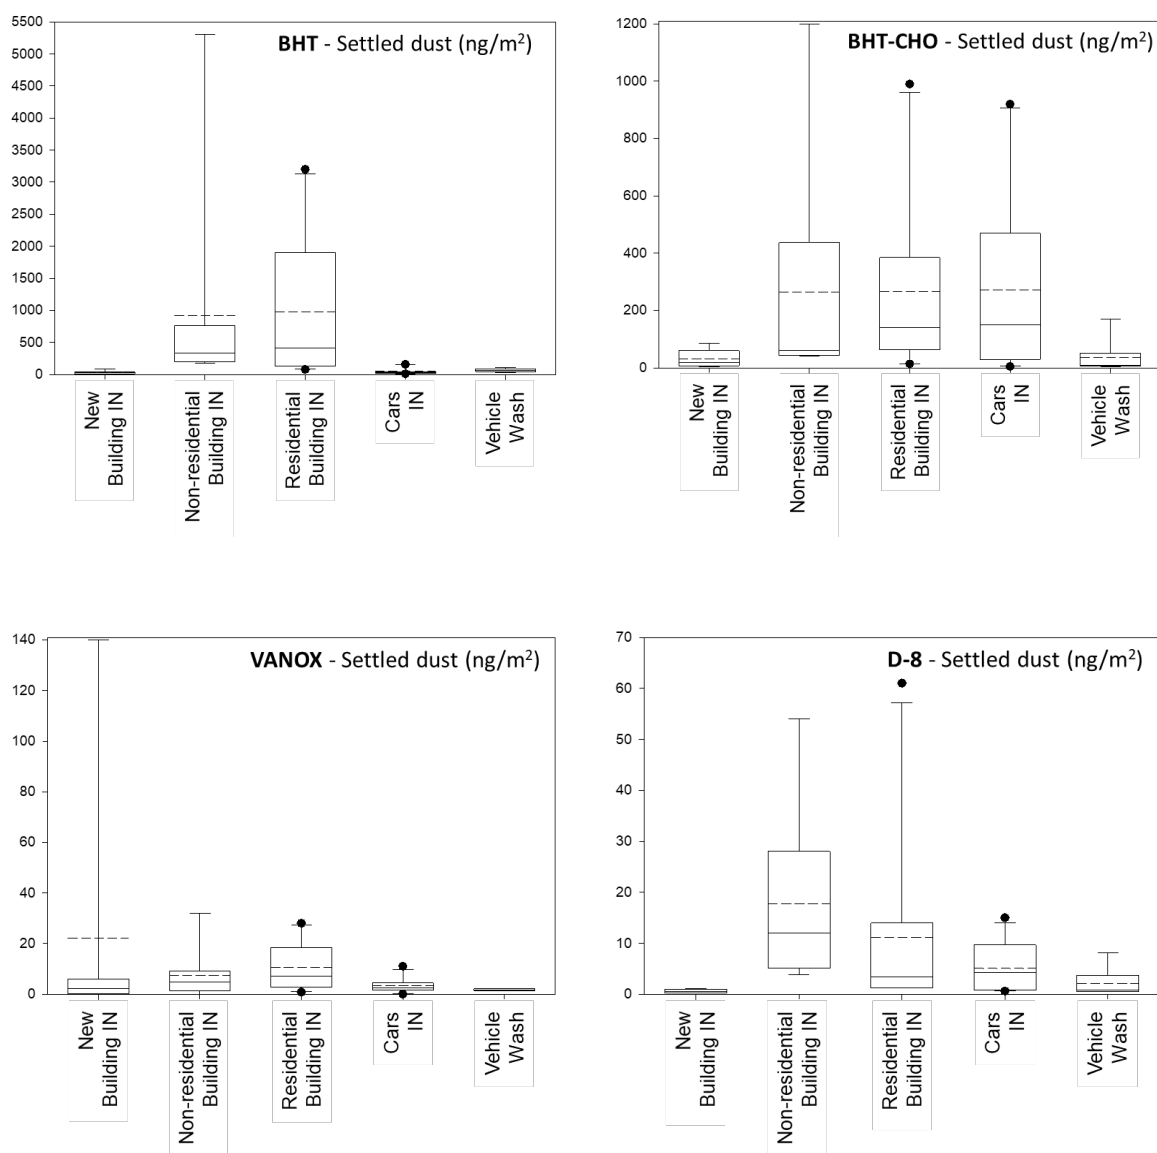 BHT - Settled dust (ng/m²)
5500
5000
4500
4000
3500
3000
2500
2000
1500
1000
500
0
New
Building IN
Non-residential
Building IN
Residential
Building IN
Cars
IN
Vehicle
Wash
BHT-CHO - Settled dust (ng/m²)
1200
1000
800
600
400
200
0
New
Building IN
Non-residential
Building IN
Residential
Building IN
Cars
IN
Vehicle
Wash
VANOX - Settled dust (ng/m²)
140
120
100
80
60
40
20
0
New
Building IN
Non-residential
Building IN
Residential
Building IN
Cars
IN
Vehicle
Wash
D-8 - Settled dust (ng/m²)
70
60
50
40
30
20
10
0
New
Building IN
Non-residential
Building IN
Residential
Building IN
Cars
IN
Vehicle
Wash